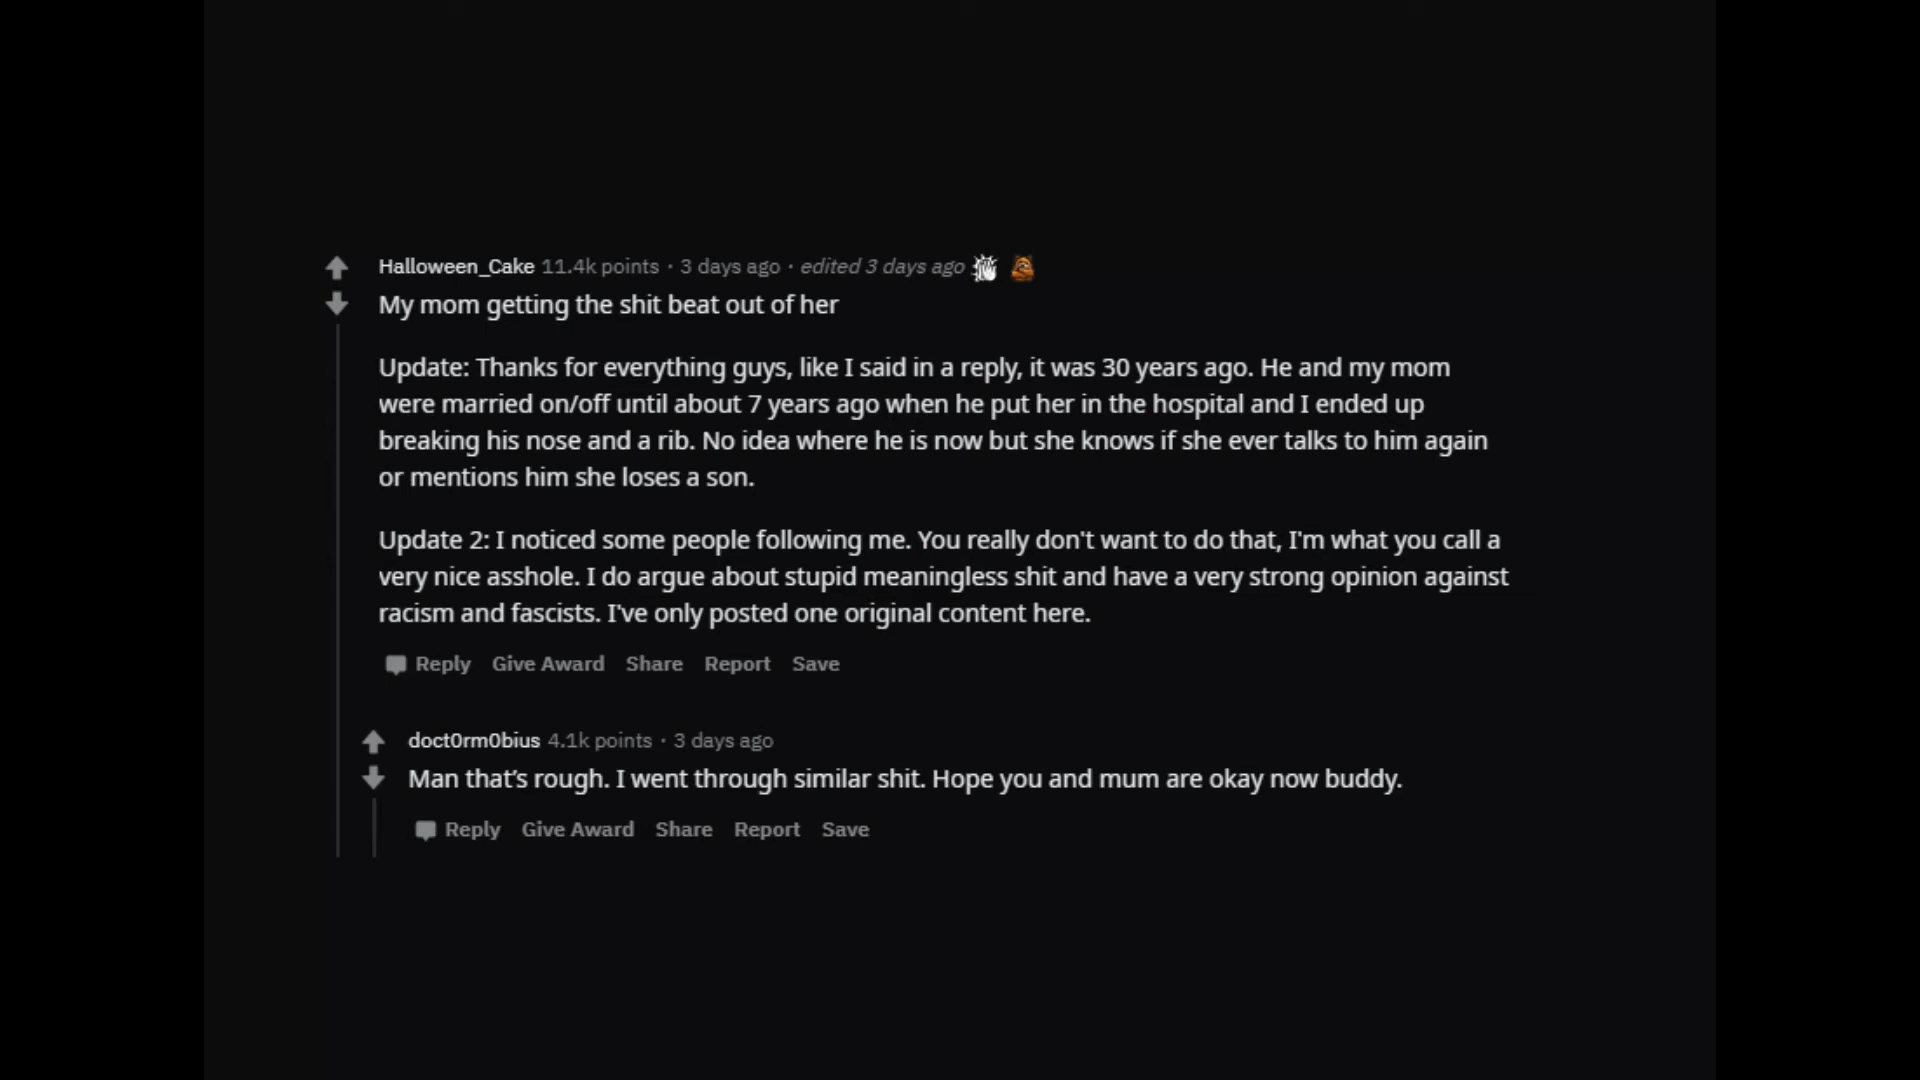 Halloween_Cake 11.4k points · 3 days ago · edited 3 days ago
My mom getting the shit beat out of her
Update: Thanks for everything guys, like I said in a reply, it was 30 years ago. He and my mom
were married on/off until about 7 years ago when he put her in the hospital and I ended up
breaking his nose and a rib. No idea where he is now but she knows if she ever talks to him again
or mentions him she loses a son.
Update 2: I noticed some people following me. You really don't want to do that, I'm what you call a
very nice asshole. I do argue about stupid meaningless shit and have a very strong opinion against
racism and fascists. I've only posted one original content here.
Reply Give Award Share Report Save
doct0rm0bius 4.1k points · 3 days ago
Man that’s rough. I went through similar shit. Hope you and mum are okay now buddy.
Reply Give Award Share Report Save